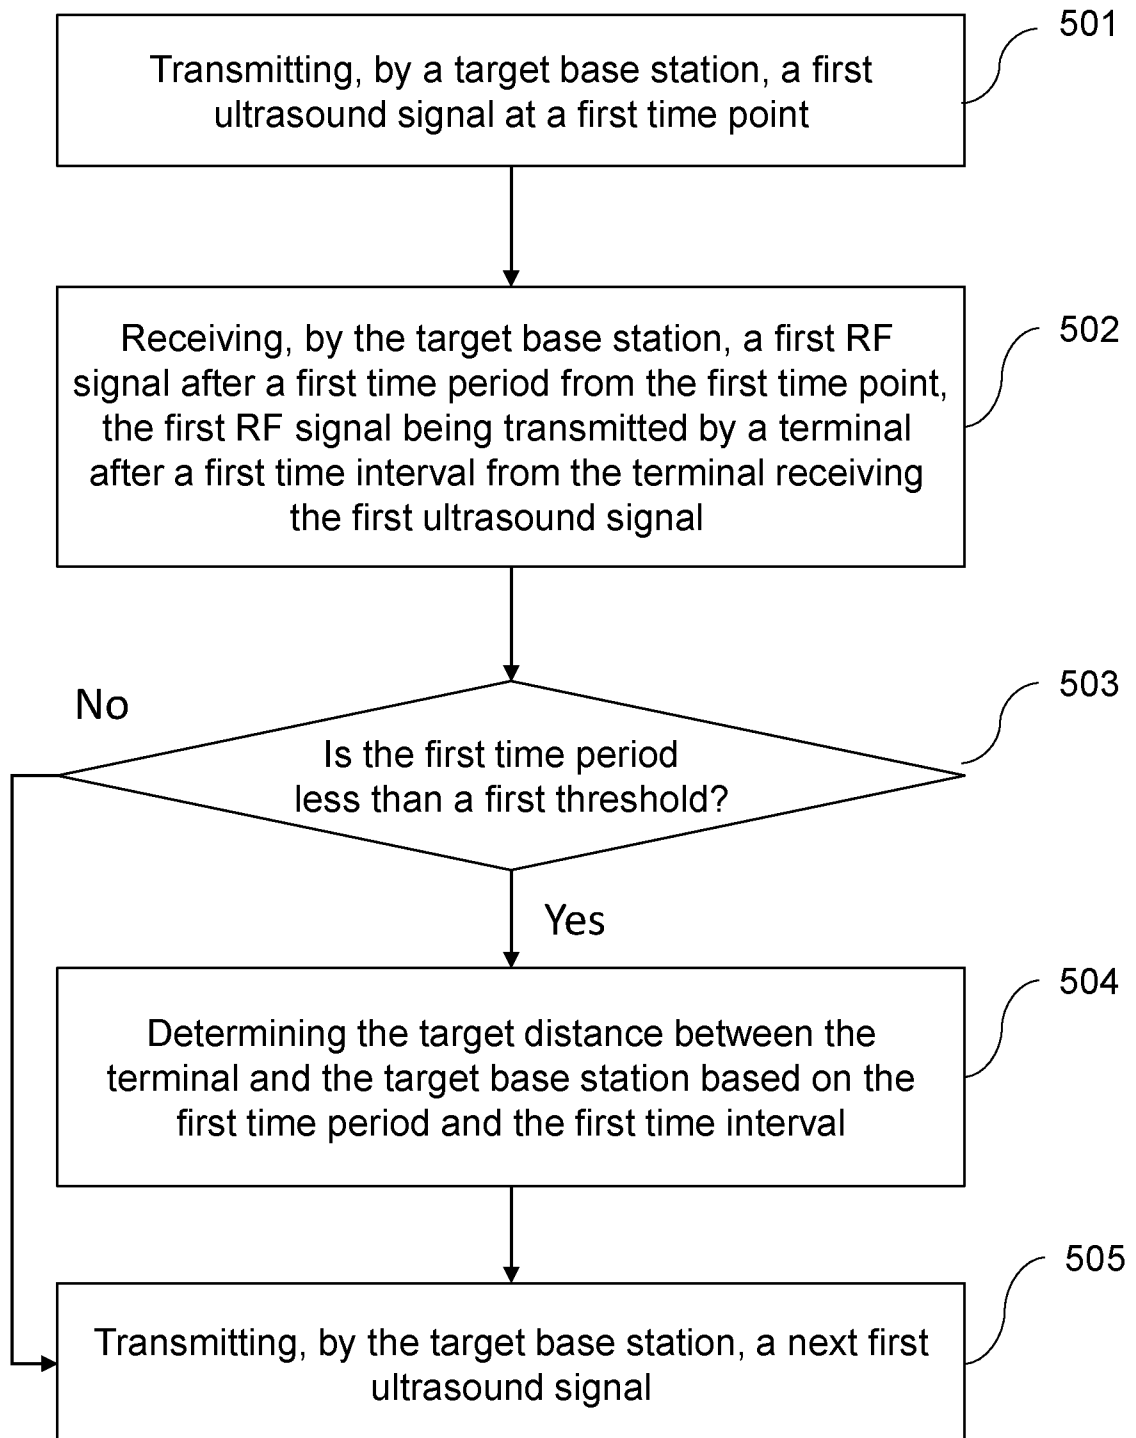 501
Transmitting, by a target base station, a first
ultrasound signal at a first time point
502
Receiving, by the target base station, a first RF
signal after a first time period from the first time point,
the first RF signal being transmitted by a terminal
after a first time interval from the terminal receiving
the first ultrasound signal
503
No
Is the first time period
less than a first threshold?
Yes
504
Determining the target distance between the
terminal and the target base station based on the
first time period and the first time interval
505
Transmitting, by the target base station, a next first
ultrasound signal